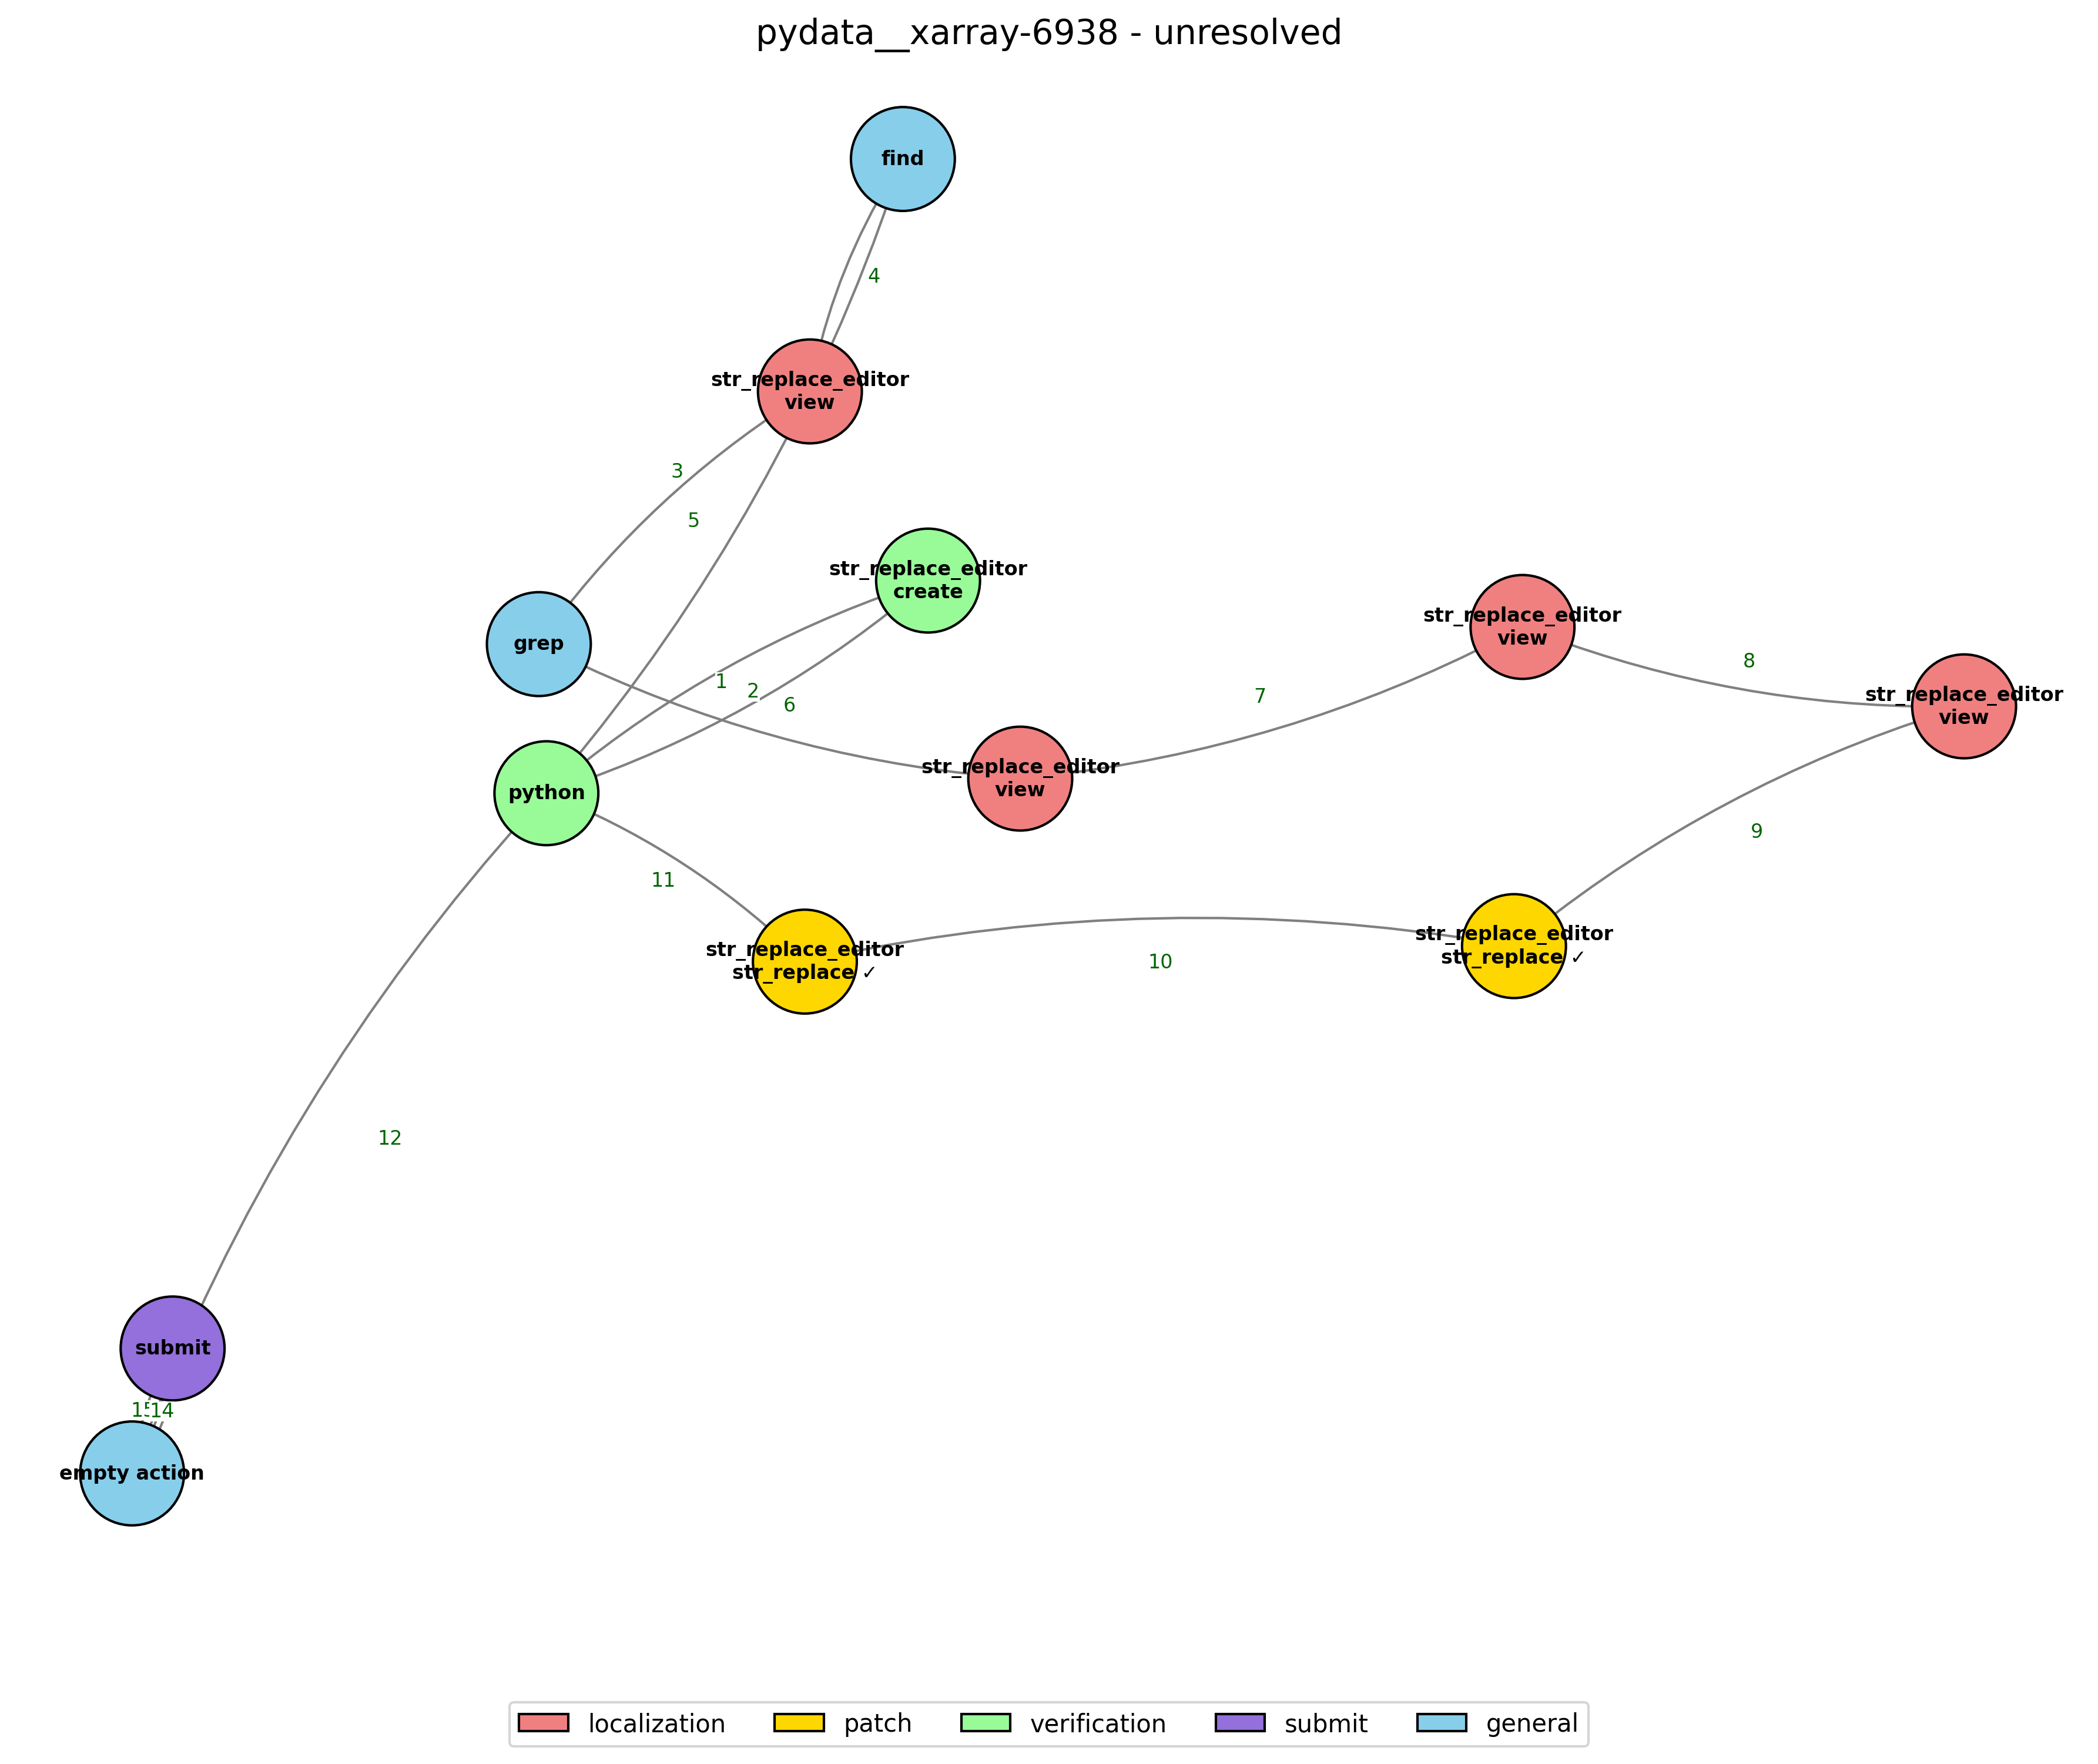 pydata__xarray-6938 - unresolved
find
4
str_replace_editor
view
3
5
str_replace_editor
create
grep
str_replace_editor
view
1
2
6
7
8
str_replace_editor
view
str_replace_editor
view
python
9
11
str_replace_editor
str_replace ✓
10
str_replace_editor
str_replace ✓
12
submit
14
empty action
localization
patch
verification
submit
general